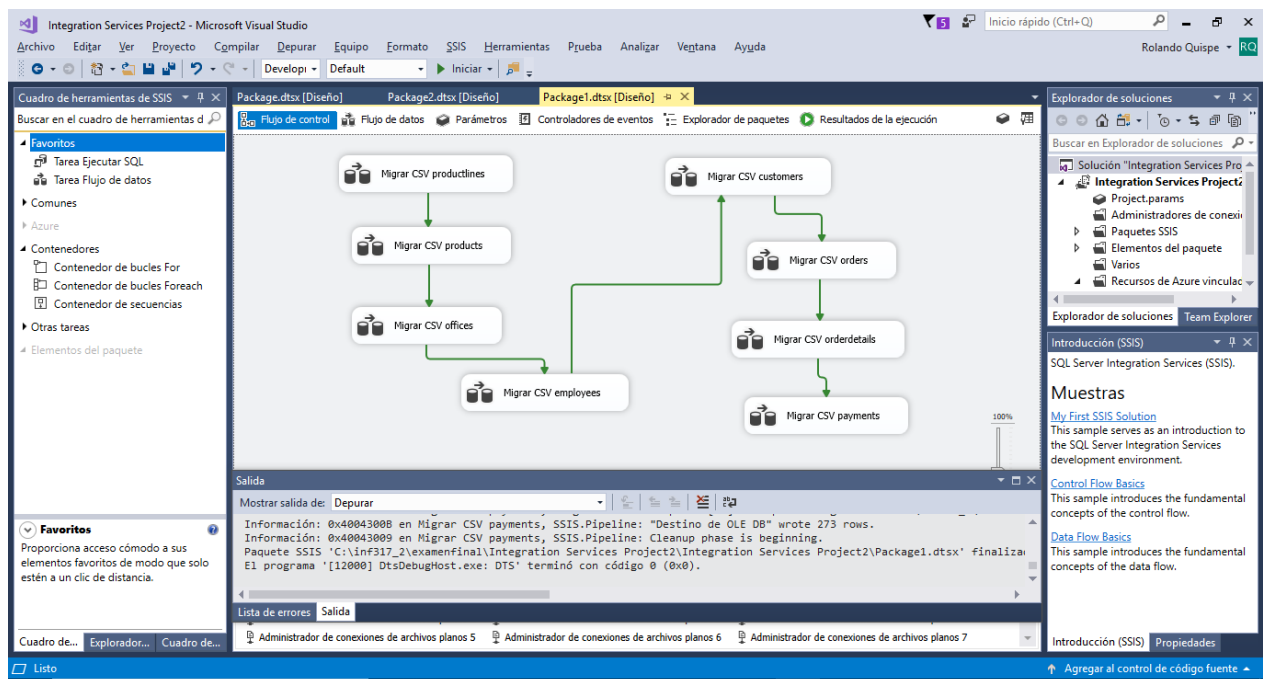 Integration Services Project2 - Microsoft Visual Studio
5
Inicio rápido (Ctrl+Q)
Archivo Editar Ver Proyecto Compilar Depurar Equipo Formato SSIS Herramientas Prueba Analizar Ventana Ayuda
Rolando Quispe RQ
Developi Default Iniciar
Cuadro de herramientas de SSIS
Buscar en el cuadro de herramientas d
Favoritos
Tarea Ejecutar SQL
Tarea Flujo de datos
Comunes
Azure
Contenedores
Contenedor de bucles For
Contenedor de bucles Foreach
Contenedor de secuencias
Otras tareas
Elementos del paquete
Favoritos
Proporciona acceso cómodo a sus
elementos favoritos de modo que solo
estén a un clic de distancia.
Cuadro de... Explorador... Cuadro de...
Package.dtsx [Diseño] Package2.dtsx [Diseño] Package1.dtsx [Diseño]
Flujo de control Flujo de datos Parámetros Controladores de eventos Explorador de paquetes Resultados de la ejecución
Migrar CSV productlines
Migrar CSV products
Migrar CSV offices
Migrar CSV employees
Migrar CSV customers
Migrar CSV orders
Migrar CSV orderdetails
Migrar CSV payments
100%
Salida
Mostrar salida de: Depurar
Información: 0x4004300B en Migrar CSV payments, SSIS.Pipeline: "Destino de OLE DB" wrote 273 rows.
Información: 0x40043009 en Migrar CSV payments, SSIS.Pipeline: Cleanup phase is beginning.
Paquete SSIS 'C:\inf317_2\examenfinal\Integration Services Project2\Integration Services Project2\Package1.dtsx' finaliza
El programa '[12000] DtsDebugHost.exe: DTS' terminó con código 0 (0x0).
Lista de errores Salida
Administrador de conexiones de archivos planos 5 Administrador de conexiones de archivos planos 6 Administrador de conexiones de archivos planos 7
Explorador de soluciones
Buscar en Explorador de soluciones
Solución "Integration Services Proj
Integration Services Project2
Project.params
Administradores de conexi
Paquetes SSIS
Elementos del paquete
Varios
Recursos de Azure vinculac
Explorador de soluciones Team Explorer
Introducción (SSIS)
SQL Server Integration Services (SSIS).
Muestras
My First SSIS Solution
This sample serves as an introduction to
the SQL Server Integration Services
development environment.
Control Flow Basics
This sample introduces the fundamental
concepts of the control flow.
Data Flow Basics
This sample introduces the fundamental
concepts of the data flow.
Introducción (SSIS) Propiedades
Listo
Agregar al control de código fuente